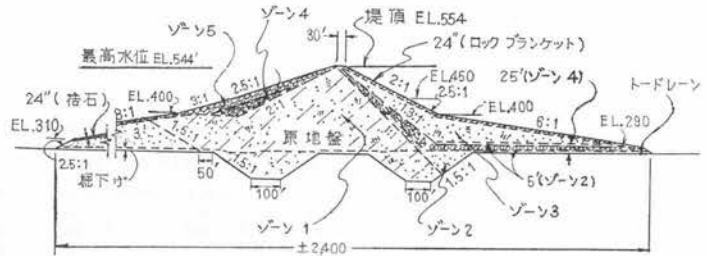 ゾーン5
ゾーン4
30'
堤頂 EL.554
24"(ロック ブランケット)
最高水位 EL.544'
EL.400
3:1
2.5:1
2:1
2:1
EL.450
2.5:1
25'(ゾーン4)
EL.400
トードレーン
24"(捨石)
EL.310
8:1
3:1
1.5:1
原地盤
6:1
EL.290
2.5:1
掘下げ
50'
1.5:1
100'
100'
1.5:1
5'(ゾーン2)
ゾーン3
ゾーン1
ゾーン2
±2,400